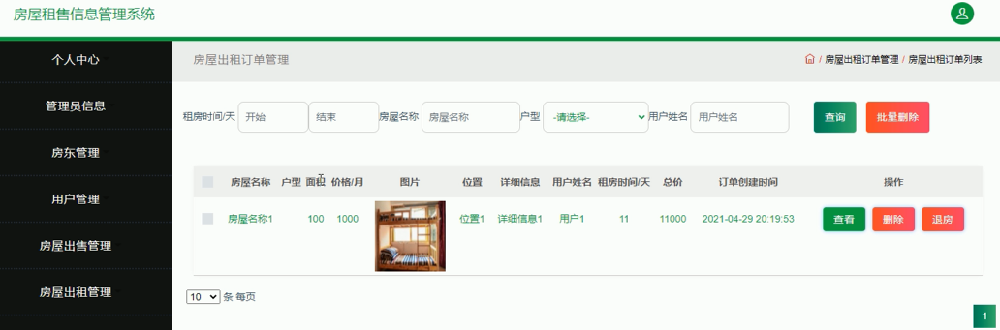 房屋租售信息管理系统
个人中心
管理员信息
房东管理
用户管理
房屋出售管理
房屋出租管理
房屋出租订单管理
/ 房屋出租订单管理 / 房屋出租订单列表
租房时间/天 开始 结束 房屋名称 房屋名称 户型 -请选择- 用户姓名 用户姓名 查询 批量删除
房屋名称 户型 面积 价格/月 图片 位置 详细信息 用户姓名 租房时间/天 总价 订单创建时间 操作
房屋名称1 100 1000 位置1 详细信息1 用户1 11 11000 2021-04-29 20:19:53 查看 删除 退房
10 条 每页
1